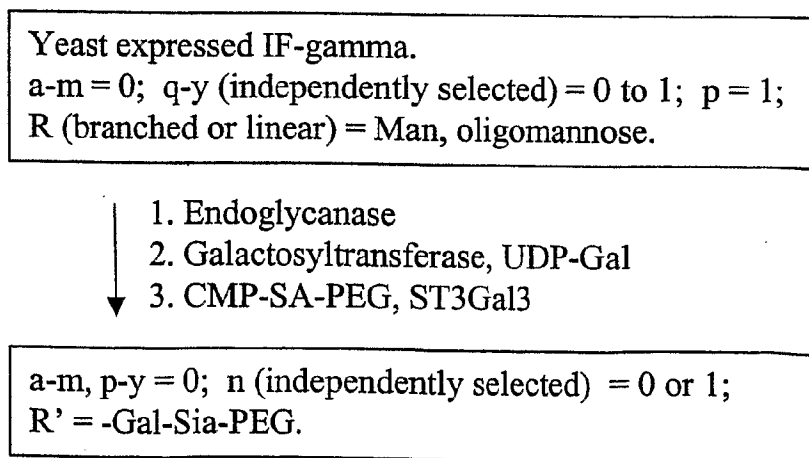 Yeast expressed IF-gamma.
a-m = 0; q-y (independently selected) = 0 to 1; p = 1;
R (branched or linear) = Man, oligomannose.
1. Endoglycanase
2. Galactosyltransferase, UDP-Gal
3. CMP-SA-PEG, ST3Gal3
a-m, p-y = 0; n (independently selected) = 0 or 1;
R’ = -Gal-Sia-PEG.